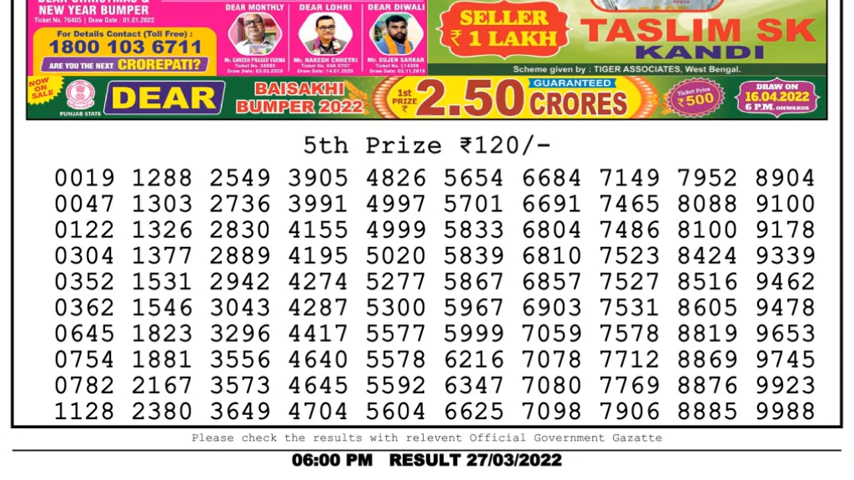 NEW YEAR BUMPER
Ticket No. 76465 | Draw Date : 01.01.2022
For Details Contact (Toll Free) :
1800 103 6711
ARE YOU THE NEXT CROREPATI?
DEAR MONTHLY
DEAR LOHRI
DEAR DIWALI
Mr. NARESH CHHETRI
Mr. SUJEN SARKAR
SELLER
₹ 1 LAKH
TASLIM SK
KANDI
Scheme given by : TIGER ASSOCIATES, West Bengal.
NOW ON SALE
PUNJAB STATE
DEAR
BAISAKHI
BUMPER 2022
1st PRIZE ₹
2.50 CRORES
GUARANTEED
Ticket Price
₹500
DRAW ON
16.04.2022
6 P.M. ONWARDS
5th Prize ₹120/-
0019 1288 2549 3905 4826 5654 6684 7149 7952 8904
0047 1303 2736 3991 4997 5701 6691 7465 8088 9100
0122 1326 2830 4155 4999 5833 6804 7486 8100 9178
0304 1377 2889 4195 5020 5839 6810 7523 8424 9339
0352 1531 2942 4274 5277 5867 6857 7527 8516 9462
0362 1546 3043 4287 5300 5967 6903 7531 8605 9478
0645 1823 3296 4417 5577 5999 7059 7578 8819 9653
0754 1881 3556 4640 5578 6216 7078 7712 8869 9745
0782 2167 3573 4645 5592 6347 7080 7769 8876 9923
1128 2380 3649 4704 5604 6625 7098 7906 8885 9988
Please check the results with relevent Official Government Gazatte
06:00 PM RESULT 27/03/2022